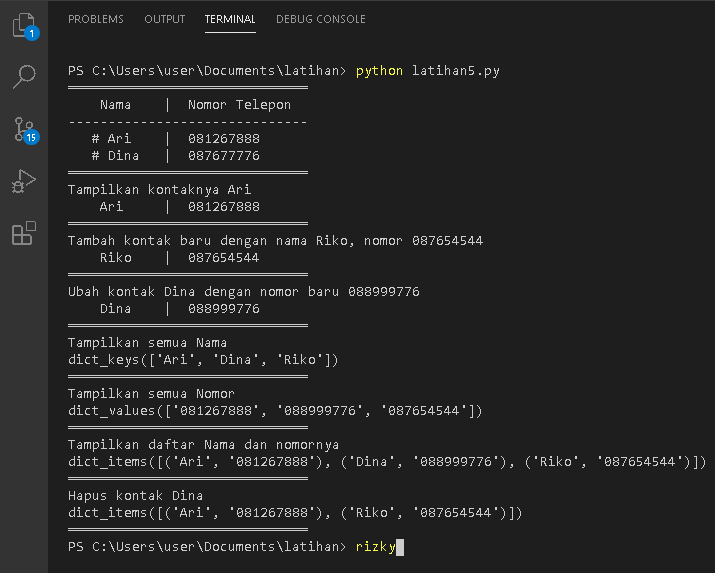 PROBLEMS OUTPUT TERMINAL DEBUG CONSOLE
1
15
PS C:\Users\user\Documents\latihan> python latihan5.py
==============================
Nama | Nomor Telepon
------------------------------
# Ari | 081267888
# Dina | 087677776
==============================
Tampilkan kontaknya Ari
Ari | 081267888
==============================
Tambah kontak baru dengan nama Riko, nomor 087654544
Riko | 087654544
==============================
Ubah kontak Dina dengan nomor baru 088999776
Dina | 088999776
==============================
Tampilkan semua Nama
dict_keys(['Ari', 'Dina', 'Riko'])
==============================
Tampilkan semua Nomor
dict_values(['081267888', '088999776', '087654544'])
==============================
Tampilkan daftar Nama dan nomornya
dict_items([('Ari', '081267888'), ('Dina', '088999776'), ('Riko', '087654544')])
==============================
Hapus kontak Dina
dict_items([('Ari', '081267888'), ('Riko', '087654544')])
==============================
PS C:\Users\user\Documents\latihan> rizky